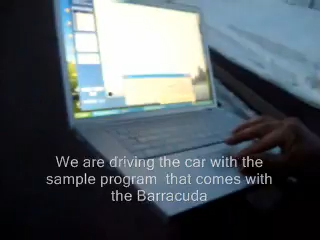 We are driving the car with the
sample program  that comes with
the Barracuda